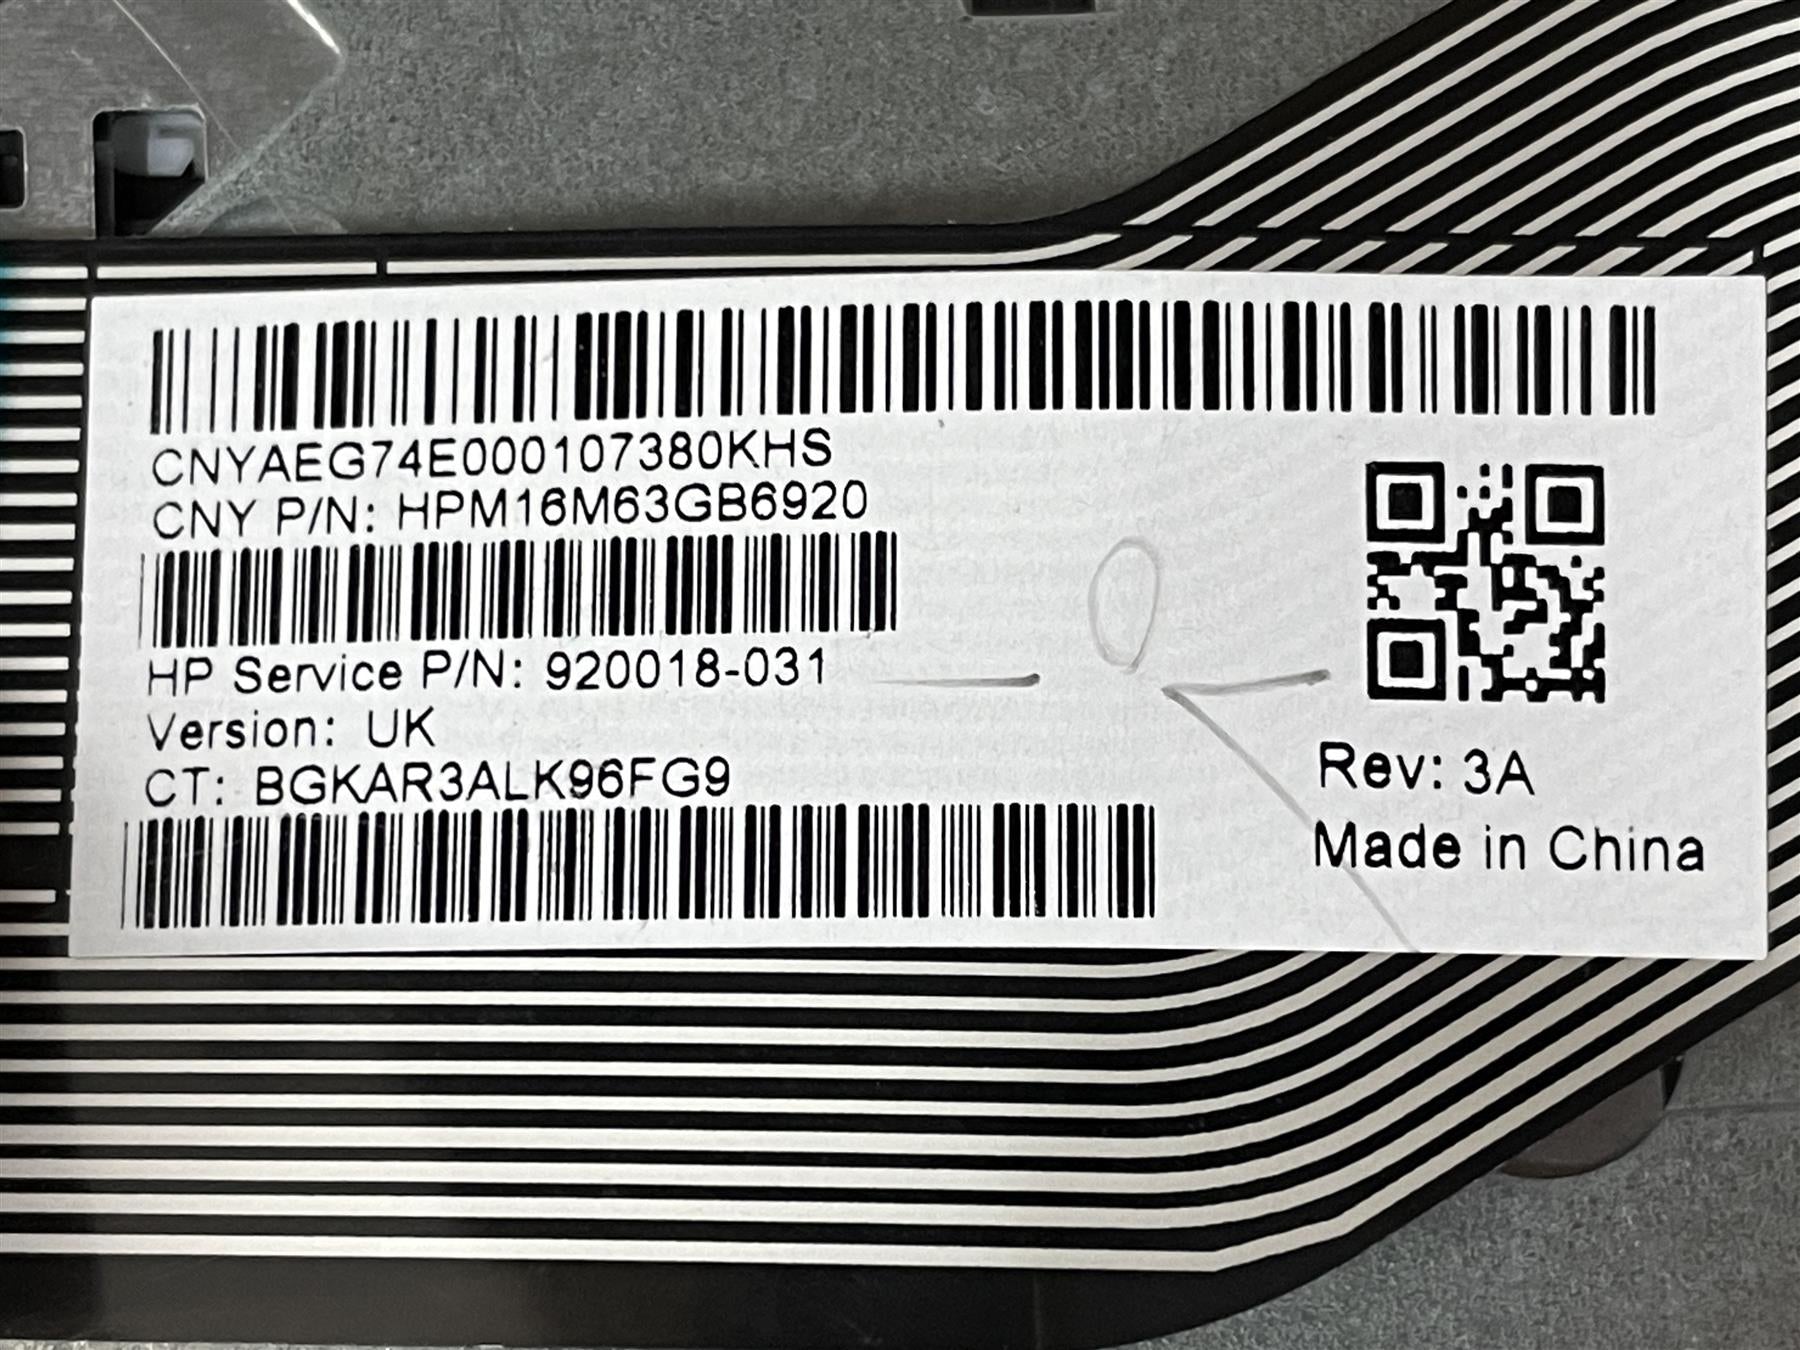 CNYAEG74E000107380KHS
CNY P/N: HPM16M63GB6920
HP Service P/N: 920018-031
Version: UK
CT: BGKAR3ALK96FG9
Rev: 3A
Made in China